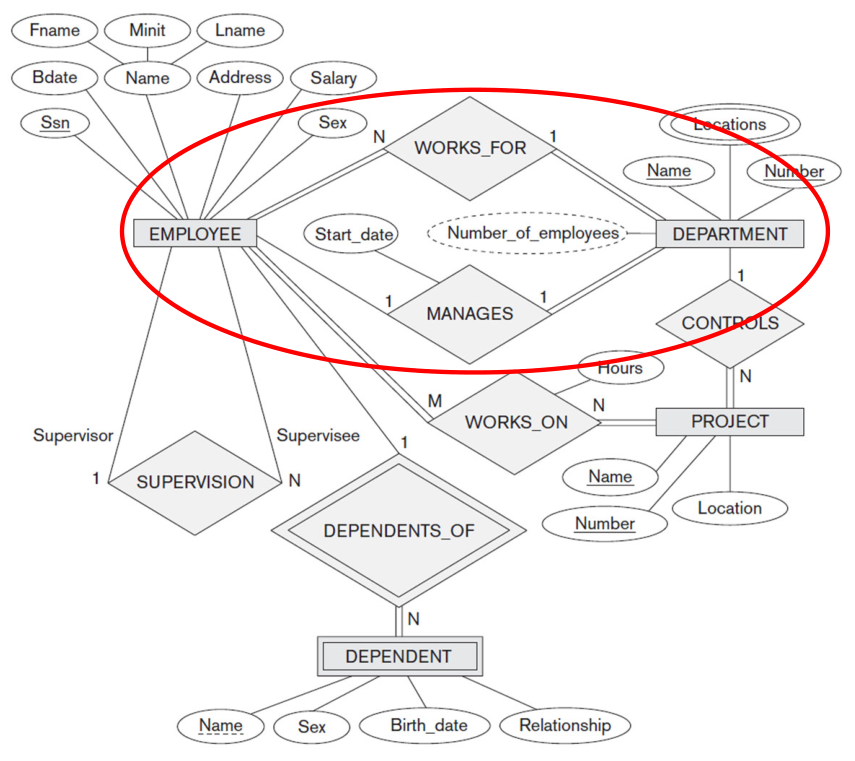 Fname Minit Lname
Bdate Name Address Salary
Ssn Sex N WORKS_FOR 1 Locations
Name Number
EMPLOYEE Start_date Number_of_employees DEPARTMENT
1 MANAGES 1 1
CONTROLS
Hours N
M WORKS_ON N PROJECT
Supervisor Supervisee 1
1 SUPERVISION N Name Location
DEPENDENTS_OF Number
N
DEPENDENT
Name Sex Birth_date Relationship